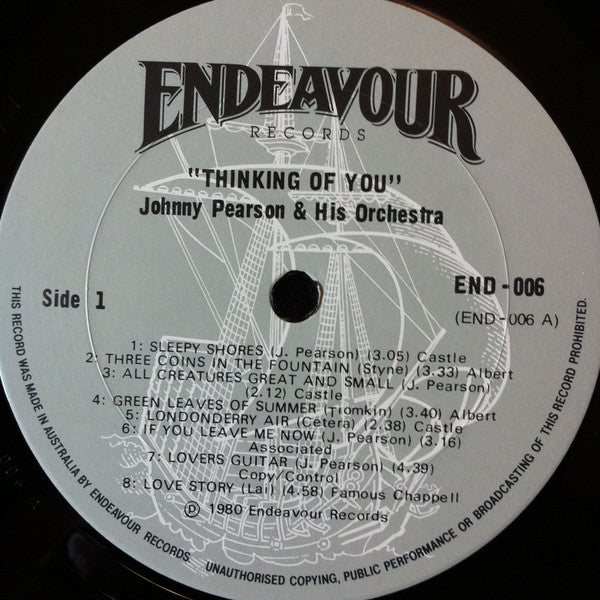 ENDEAVOUR
RECORDS
"THINKING OF YOU"
Johnny Pearson & His Orchestra
Side 1
END-006
(END-006 A)
1: SLEEPY SHORES (J. Pearson) (3.05) Castle
2: THREE COINS IN THE FOUNTAIN (Styne) (3.33) Albert
3: ALL CREATURES GREAT AND SMALL (J. Pearson)
(2.12) Castle
4: GREEN LEAVES OF SUMMER (Tiomkin) (3.40) Albert
5: LONDONDERRY AIR (Cetera) (2.38) Castle
6: IF YOU LEAVE ME NOW (J. Pearson) (3.16)
Associated
7: LOVERS GUITAR (J. Pearson) (4.39)
Copy/Control
8: LOVE STORY (Lai) (4.58) Famous Chappell
Ⓟ 1980 Endeavour Records
THIS RECORD WAS MADE IN AUSTRALIA BY ENDEAVOUR RECORDS. UNAUTHORISED COPYING, PUBLIC PERFORMANCE OR BROADCASTING OF THIS RECORD PROHIBITED.